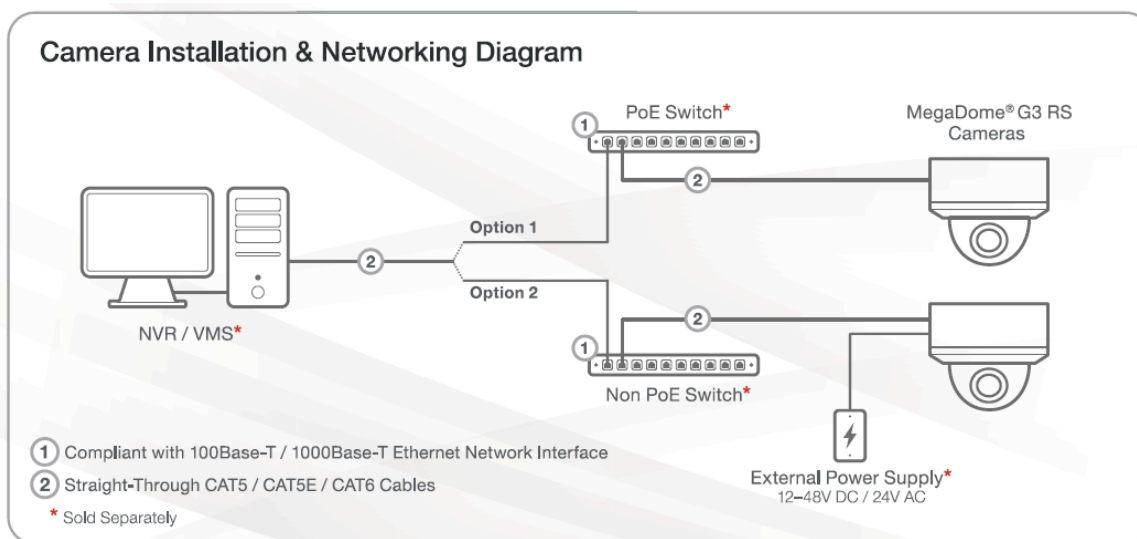 Camera Installation & Networking Diagram
PoE Switch*
MegaDome® G3 RS
Cameras
1
2
Option 1
2
Option 2
2
NVR / VMS*
1
Non PoE Switch*
1 Compliant with 100Base-T / 1000Base-T Ethernet Network Interface
2 Straight-Through CAT5 / CAT5E / CAT6 Cables
* Sold Separately
External Power Supply*
12–48V DC / 24V AC